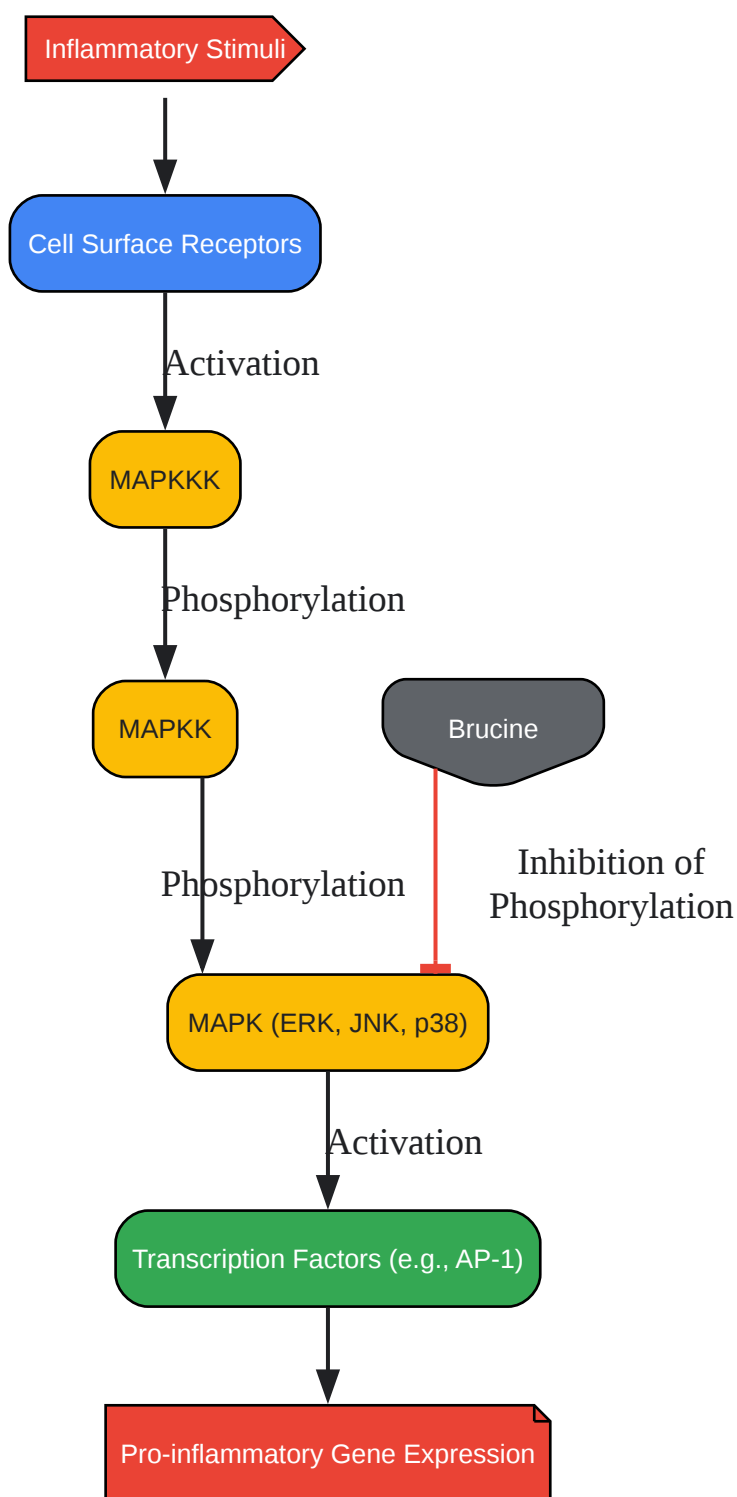 Inflammatory Stimuli
Cell Surface Receptors
Activation
MAPKKK
Phosphorylation
MAPKK
Brucine
Phosphorylation
Inhibition of
Phosphorylation
MAPK (ERK, JNK, p38)
Activation
Transcription Factors (e.g., AP-1)
Pro-inflammatory Gene Expression